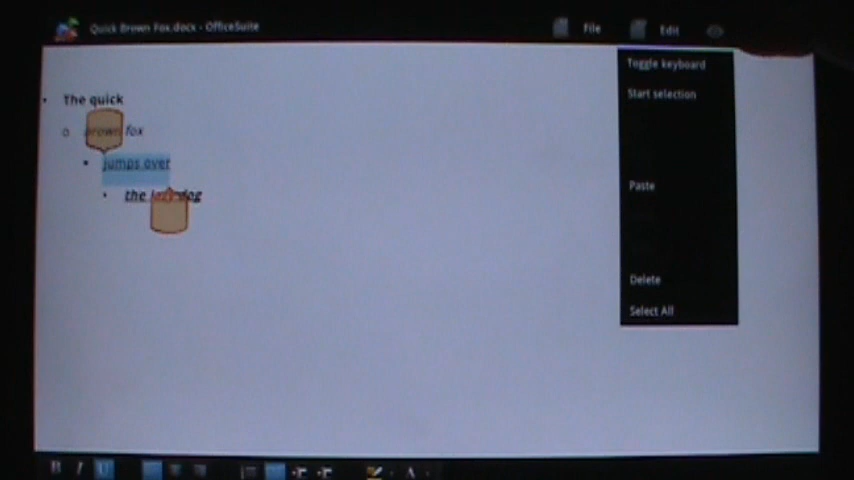 Quick Brown Fox.docx - OfficeSuite
File
Edit
Toggle keyboard
Start selection
Paste
Delete
Select All
• The quick
o brown fox
▪ jumps over
• the lazy dog
B I U
A